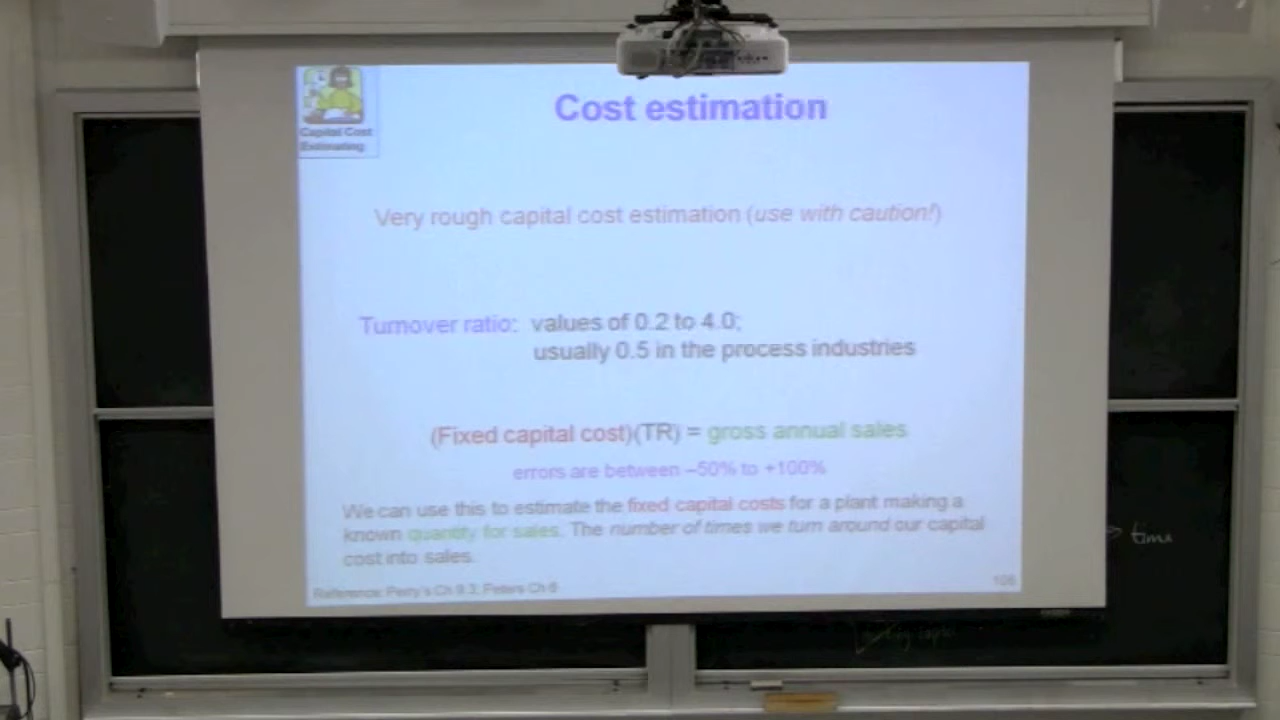 Capital Cost
Estimating
Cost estimation
Very rough capital cost estimation (use with caution!)
Turnover ratio: values of 0.2 to 4.0;
usually 0.5 in the process industries
(Fixed capital cost)(TR) = gross annual sales
errors are between –50% to +100%
We can use this to estimate the fixed capital costs for a plant making a
known quantity for sales. The number of times we turn around our capital
cost into sales.
Reference: Perry's Ch 9.3; Peters Ch 6
106
time